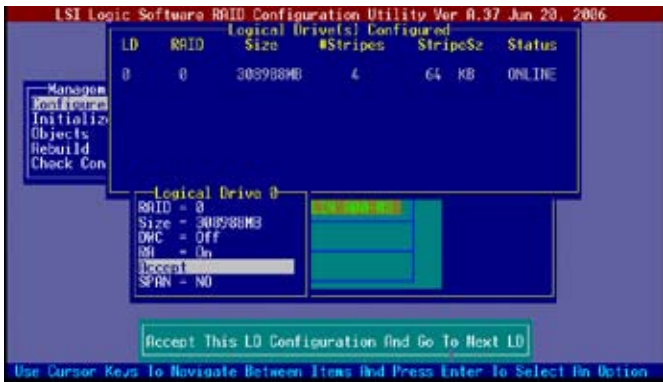 LSI Logic Software RAID Configuration Utility Ver A.37 Jun 20, 2006
Logical Drive(s) Configured
LD RAID Size #Stripes StripeSz Status
0 0 308988MB 4 64 KB ONLINE
Managem
Configure
Initializ
Objects
Rebuild
Check Con
Logical Drive 0
RAID = 0
Size = 308988MB
DWC = Off
RA = On
Accept
SPAN = NO
Accept This LD Configuration And Go To Next LD
Use Cursor Keys To Navigate Between Items And Press Enter To Select An Option